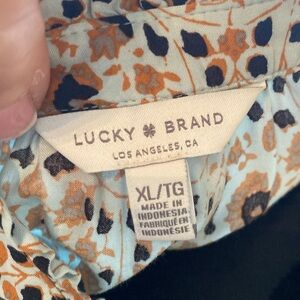 LUCKY BRAND
LOS ANGELES, CA
XL/TG
MADE IN
INDONESIA
FABRIQUÉ EN
INDONÉSIE